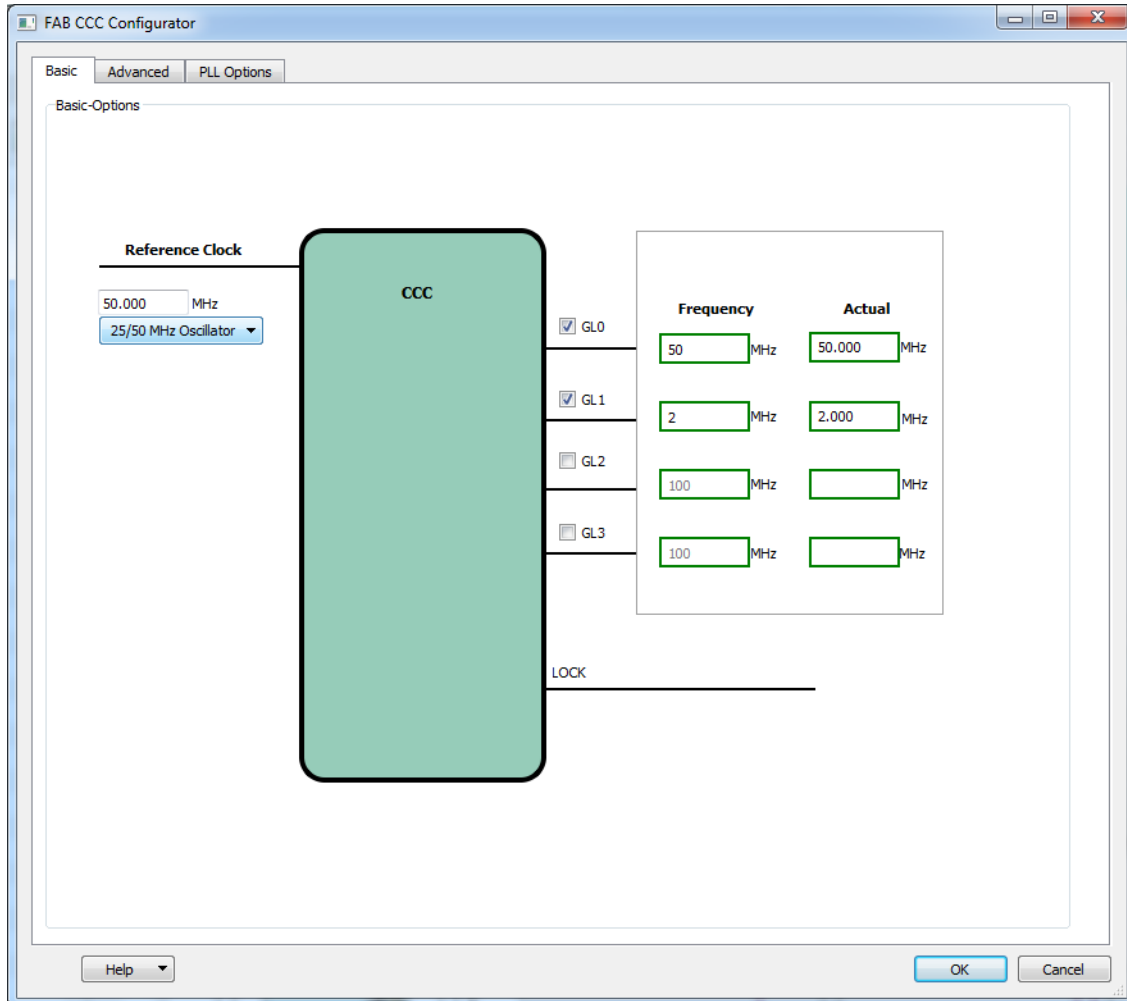 FAB CCC Configurator
Basic
Advanced
PLL Options
Basic-Options
Reference Clock
50.000 MHz
25/50 MHz Oscillator
CCC
Frequency Actual
GL0
50 MHz 50.000 MHz
GL1
2 MHz 2.000 MHz
GL2
100 MHz MHz
GL3
100 MHz MHz
LOCK
Help
OK
Cancel